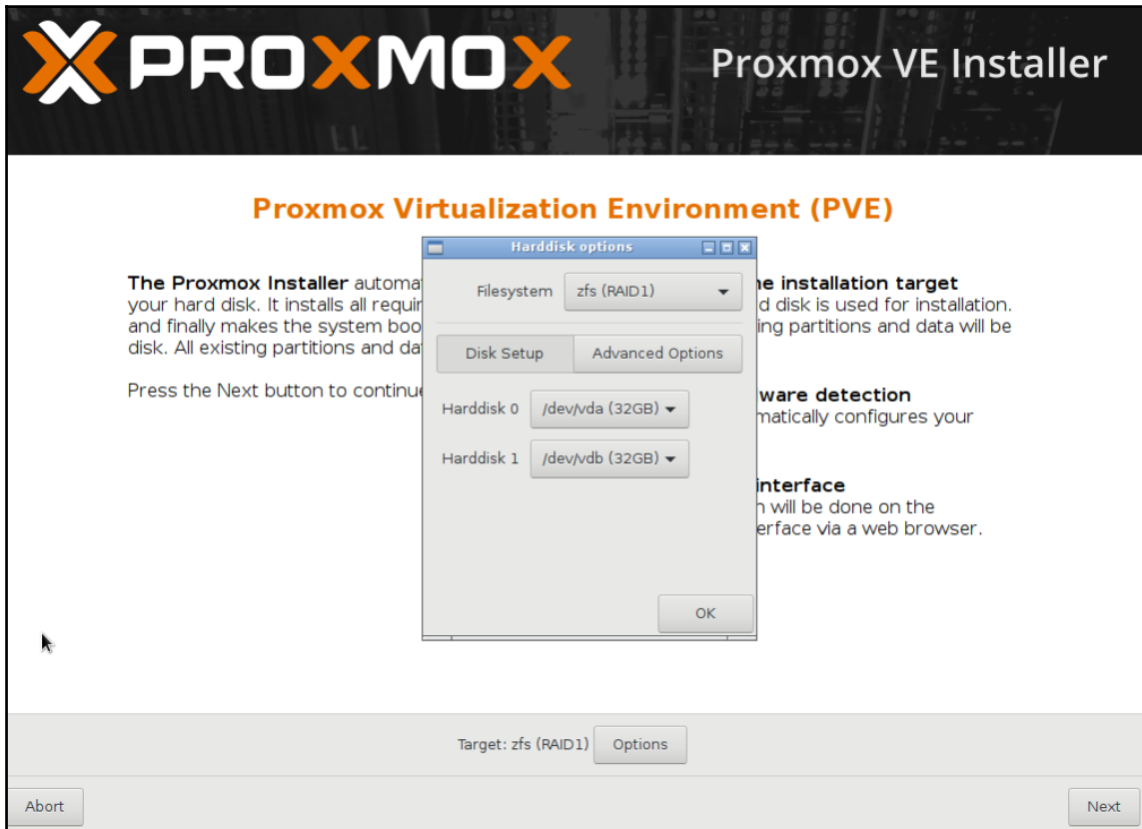 PROXMOX
Proxmox VE Installer
Proxmox Virtualization Environment (PVE)
Harddisk options
The Proxmox Installer automa
your hard disk. It installs all requir
and finally makes the system boo
disk. All existing partitions and da
Press the Next button to continue
Filesystem zfs (RAID1)
Disk Setup Advanced Options
Harddisk 0 /dev/vda (32GB)
Harddisk 1 /dev/vdb (32GB)
OK
e installation target
d disk is used for installation.
ing partitions and data will be
ware detection
matically configures your
interface
n will be done on the
erface via a web browser.
Target: zfs (RAID1) Options
Abort
Next